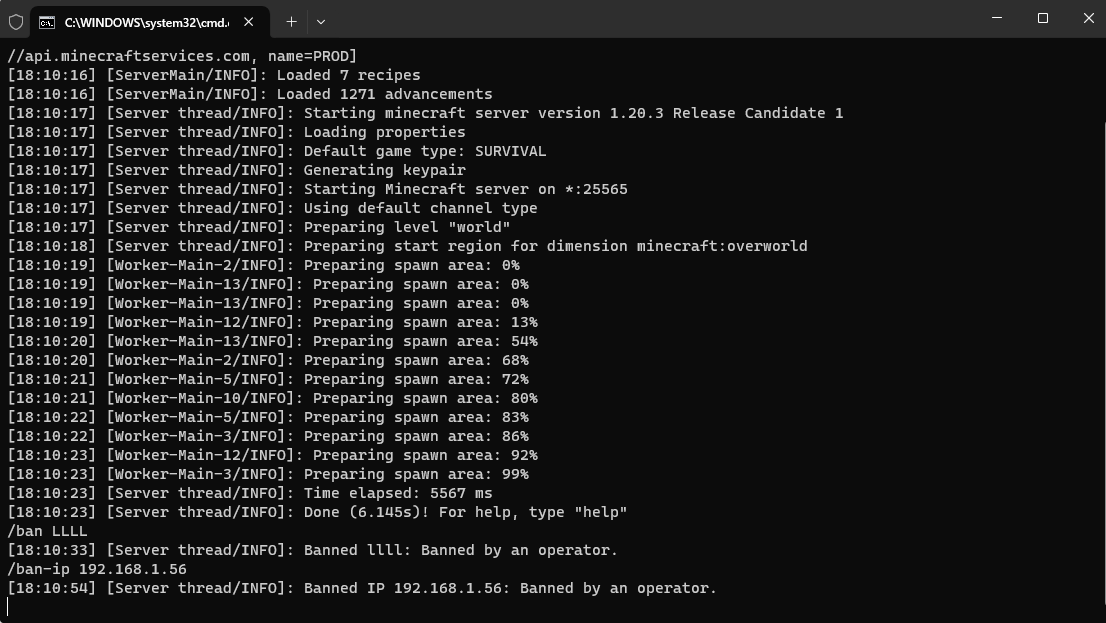 C:\WINDOWS\system32\cmd.
//api.minecraftservices.com, name=PROD]
[18:10:16] [ServerMain/INFO]: Loaded 7 recipes
[18:10:16] [ServerMain/INFO]: Loaded 1271 advancements
[18:10:17] [Server thread/INFO]: Starting minecraft server version 1.20.3 Release Candidate 1
[18:10:17] [Server thread/INFO]: Loading properties
[18:10:17] [Server thread/INFO]: Default game type: SURVIVAL
[18:10:17] [Server thread/INFO]: Generating keypair
[18:10:17] [Server thread/INFO]: Starting Minecraft server on *:25565
[18:10:17] [Server thread/INFO]: Using default channel type
[18:10:17] [Server thread/INFO]: Preparing level "world"
[18:10:18] [Server thread/INFO]: Preparing start region for dimension minecraft:overworld
[18:10:19] [Worker-Main-2/INFO]: Preparing spawn area: 0%
[18:10:19] [Worker-Main-13/INFO]: Preparing spawn area: 0%
[18:10:19] [Worker-Main-13/INFO]: Preparing spawn area: 0%
[18:10:19] [Worker-Main-12/INFO]: Preparing spawn area: 13%
[18:10:20] [Worker-Main-13/INFO]: Preparing spawn area: 54%
[18:10:20] [Worker-Main-2/INFO]: Preparing spawn area: 68%
[18:10:21] [Worker-Main-5/INFO]: Preparing spawn area: 72%
[18:10:21] [Worker-Main-10/INFO]: Preparing spawn area: 80%
[18:10:22] [Worker-Main-5/INFO]: Preparing spawn area: 83%
[18:10:22] [Worker-Main-3/INFO]: Preparing spawn area: 86%
[18:10:23] [Worker-Main-12/INFO]: Preparing spawn area: 92%
[18:10:23] [Worker-Main-3/INFO]: Preparing spawn area: 99%
[18:10:23] [Server thread/INFO]: Time elapsed: 5567 ms
[18:10:23] [Server thread/INFO]: Done (6.145s)! For help, type "help"
/ban LLLL
[18:10:33] [Server thread/INFO]: Banned llll: Banned by an operator.
/ban-ip 192.168.1.56
[18:10:54] [Server thread/INFO]: Banned IP 192.168.1.56: Banned by an operator.